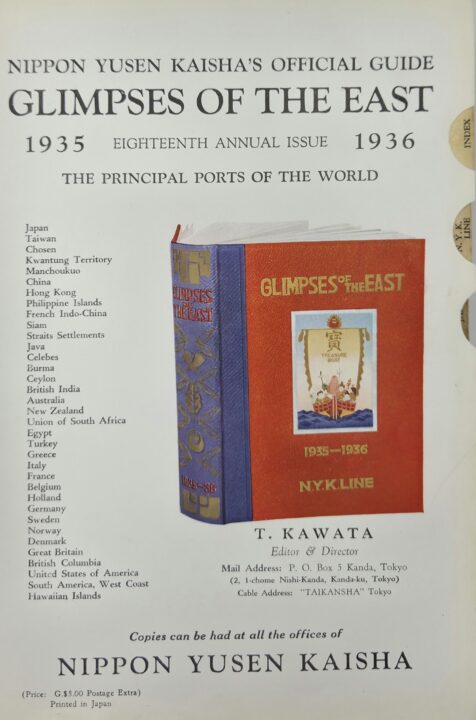 NIPPON YUSEN KAISHA'S OFFICIAL GUIDE
GLIMPSES OF THE EAST
1935 EIGHTEENTH ANNUAL ISSUE 1936
THE PRINCIPAL PORTS OF THE WORLD
INDEX
N.Y.K. LINE
Japan
Taiwan
Chosen
Kwantung Territory
Manchoukuo
China
Hong Kong
Philippine Islands
French Indo-China
Siam
Straits Settlements
Java
Celebes
Burma
Ceylon
British India
Australia
New Zealand
Union of South Africa
Egypt
Turkey
Greece
Italy
France
Belgium
Holland
Germany
Sweden
Norway
Denmark
Great Britain
British Columbia
United States of America
South America, West Coast
Hawaiian Islands
GLIMPSES
OF
THE EAST
1935-36
GLIMPSES OF THE EAST
寶
TREASURE
BOAT
1935—1936
N.Y.K.LINE
T. KAWATA
Editor & Director
Mail Address: P. O. Box 5 Kanda, Tokyo
(2, 1-chome Nishi-Kanda, Kanda-ku, Tokyo)
Cable Address: "TAIKANSHA" Tokyo
Copies can be had at all the offices of
NIPPON YUSEN KAISHA
(Price: G.$5.00 Postage Extra)
Printed in Japan